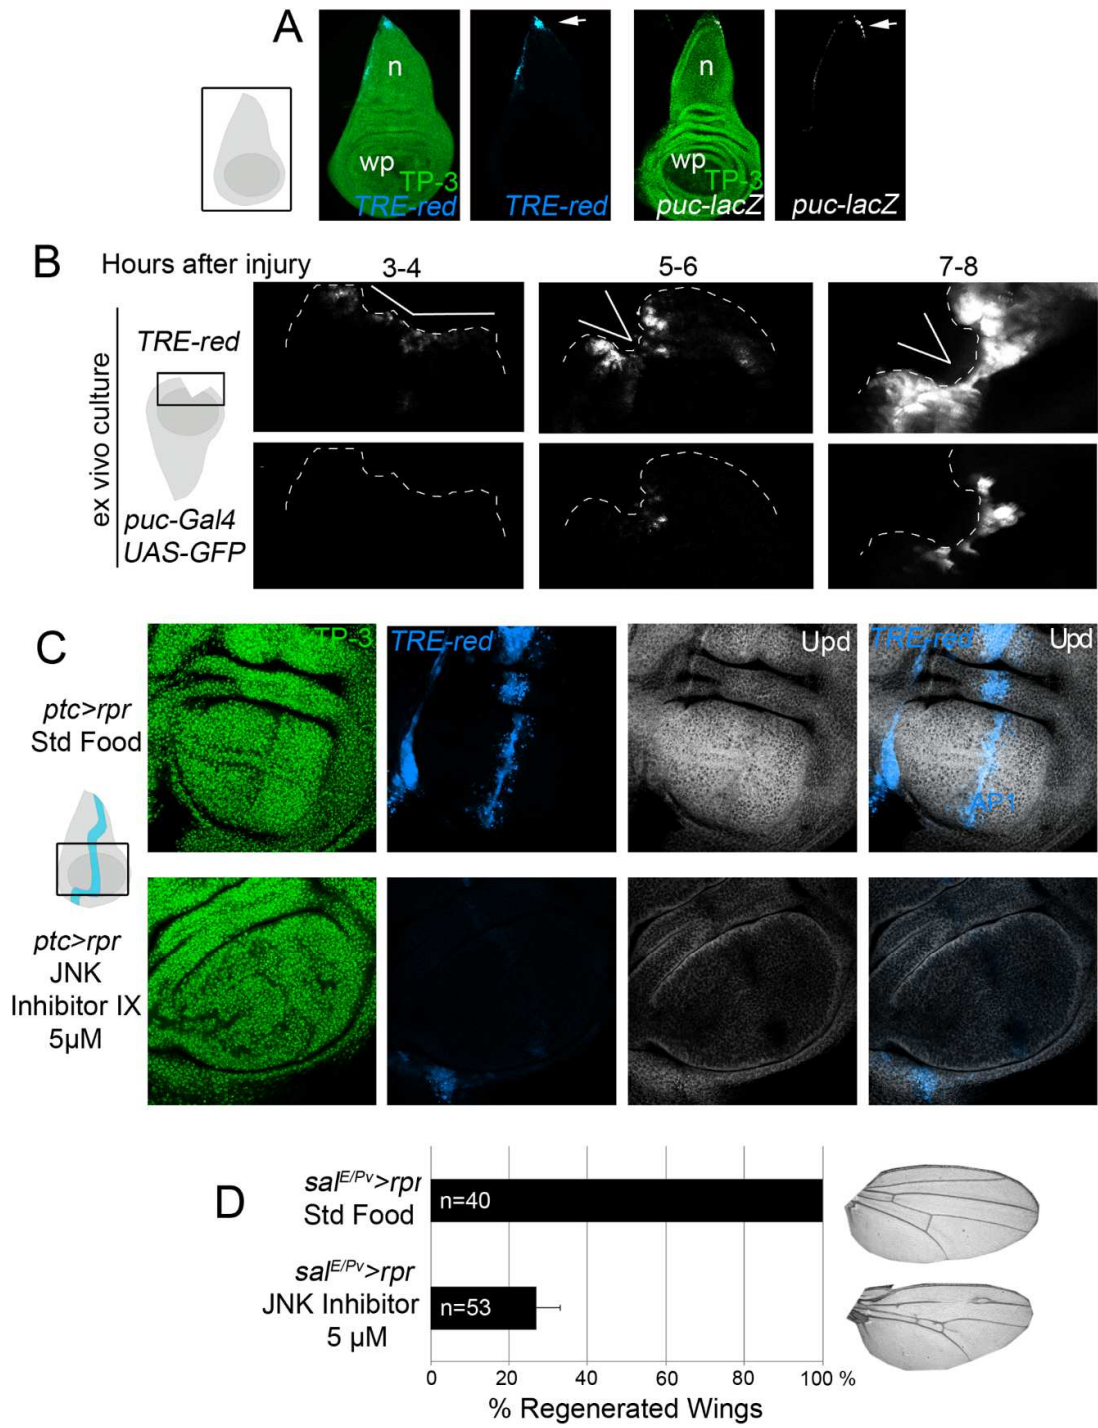 A
n
wp
TP-3
TRE-red
TRE-red
n
wp
TP-3
puc-lacZ
puc-lacZ
B
Hours after injury
3-4
5-6
7-8
ex vivo culture
TRE-red
puc-Gal4
UAS-GFP
C
ptc>rpr
Std Food
TP-3
TRE-red
Upd
TRE-red
Upd
AP1
ptc>rpr
JNK
Inhibitor IX
5µM
D
sal^E/Pv>rpr
Std Food
n=40
sal^E/Pv>rpr
JNK Inhibitor
5 µM
n=53
0 20 40 60 80 100 %
% Regenerated Wings